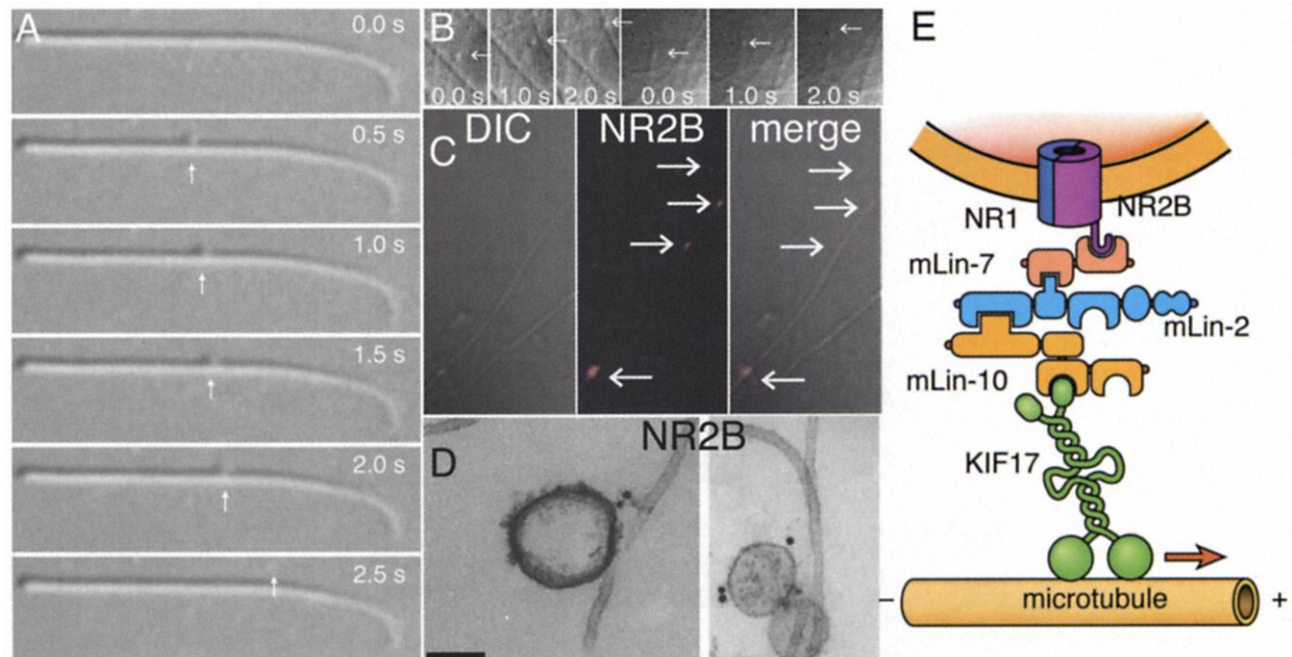 A
0.0 s
0.5 s
1.0 s
1.5 s
2.0 s
2.5 s
B
0.0 s 1.0 s 2.0 s 0.0 s 1.0 s 2.0 s
C
DIC NR2B merge
D
NR2B
E
NR1
NR2B
mLin-7
mLin-2
mLin-10
KIF17
− microtubule +